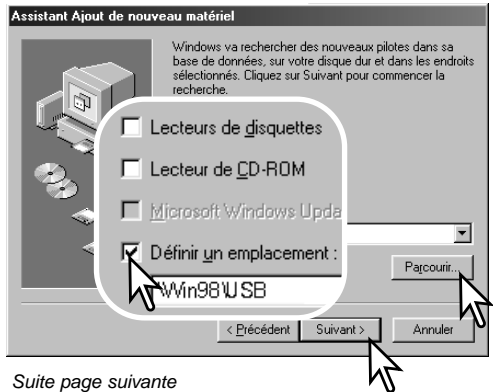 Assistant Ajout de nouveau matériel
Windows va rechercher des nouveaux pilotes dans sa
base de données, sur votre disque dur et dans les endroits
sélectionnés. Cliquez sur Suivant pour commencer la
recherche.
Lecteurs de disquettes
Lecteur de CD-ROM
Microsoft Windows Upda
Définir un emplacement :
\Win98\USB
Parcourir...
< Précédent
Suivant >
Annuler
Suite page suivante